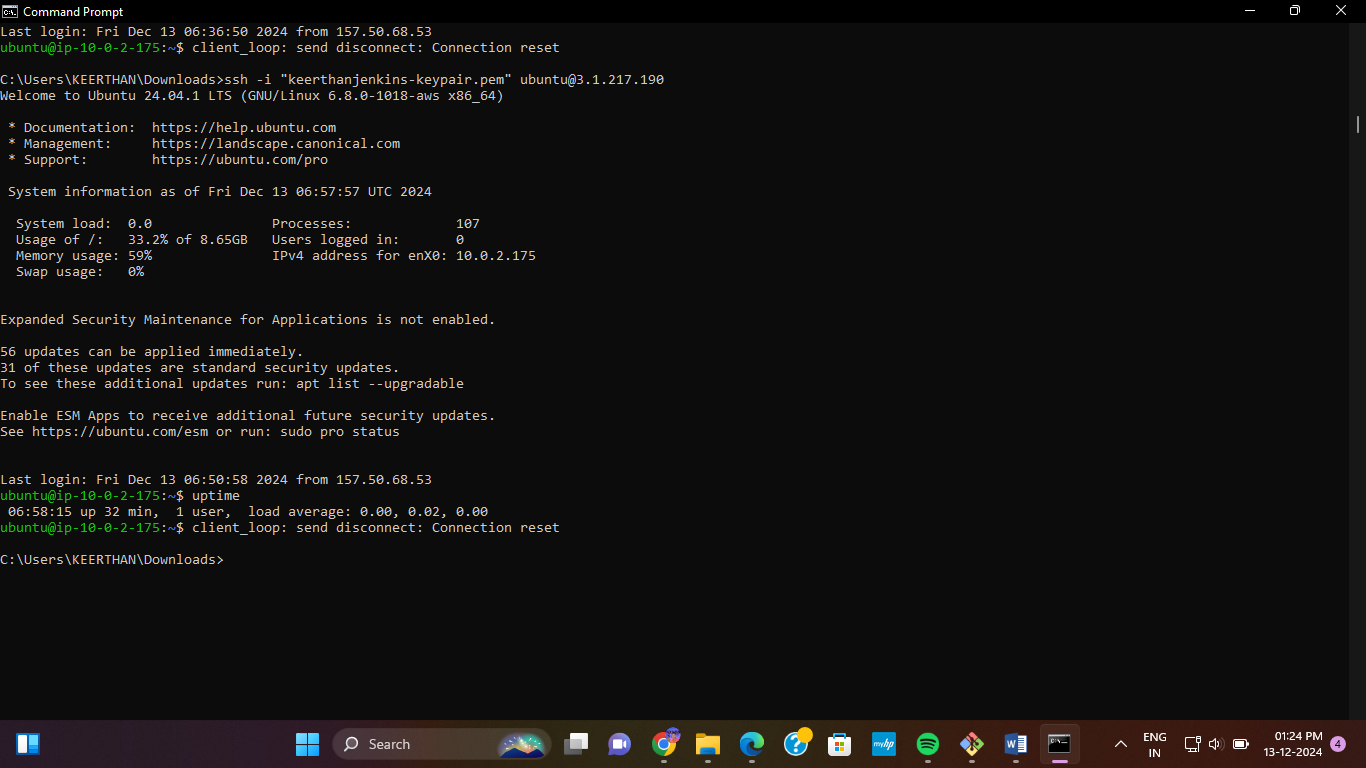 Command Prompt
Last login: Fri Dec 13 06:36:50 2024 from 157.50.68.53
ubuntu@ip-10-0-2-175:~$ client_loop: send disconnect: Connection reset
C:\Users\KEERTHAN\Downloads>ssh -i "keerthanjenkins-keypair.pem" ubuntu@3.1.217.190
Welcome to Ubuntu 24.04.1 LTS (GNU/Linux 6.8.0-1018-aws x86_64)
* Documentation: https://help.ubuntu.com
* Management: https://landscape.canonical.com
* Support: https://ubuntu.com/pro
System information as of Fri Dec 13 06:57:57 UTC 2024
System load: 0.0 Processes: 107
Usage of /: 33.2% of 8.65GB Users logged in: 0
Memory usage: 59% IPv4 address for enX0: 10.0.2.175
Swap usage: 0%
Expanded Security Maintenance for Applications is not enabled.
56 updates can be applied immediately.
31 of these updates are standard security updates.
To see these additional updates run: apt list --upgradable
Enable ESM Apps to receive additional future security updates.
See https://ubuntu.com/esm or run: sudo pro status
Last login: Fri Dec 13 06:50:58 2024 from 157.50.68.53
ubuntu@ip-10-0-2-175:~$ uptime
06:58:15 up 32 min, 1 user, load average: 0.00, 0.02, 0.00
ubuntu@ip-10-0-2-175:~$ client_loop: send disconnect: Connection reset
C:\Users\KEERTHAN\Downloads>
Search
myhp
W
ENG
IN
01:24 PM
13-12-2024
4